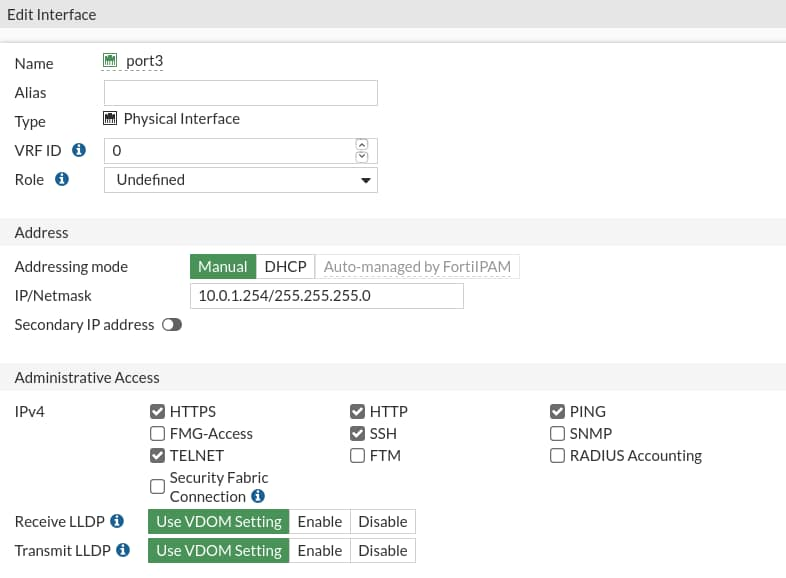 Edit Interface
Name port3
Alias
Type Physical Interface
VRF ID 0
Role Undefined
Address
Addressing mode Manual DHCP Auto-managed by FortiIPAM
IP/Netmask 10.0.1.254/255.255.255.0
Secondary IP address
Administrative Access
IPv4 HTTPS HTTP PING
FMG-Access SSH SNMP
TELNET FTM RADIUS Accounting
Security Fabric
Connection
Receive LLDP Use VDOM Setting Enable Disable
Transmit LLDP Use VDOM Setting Enable Disable